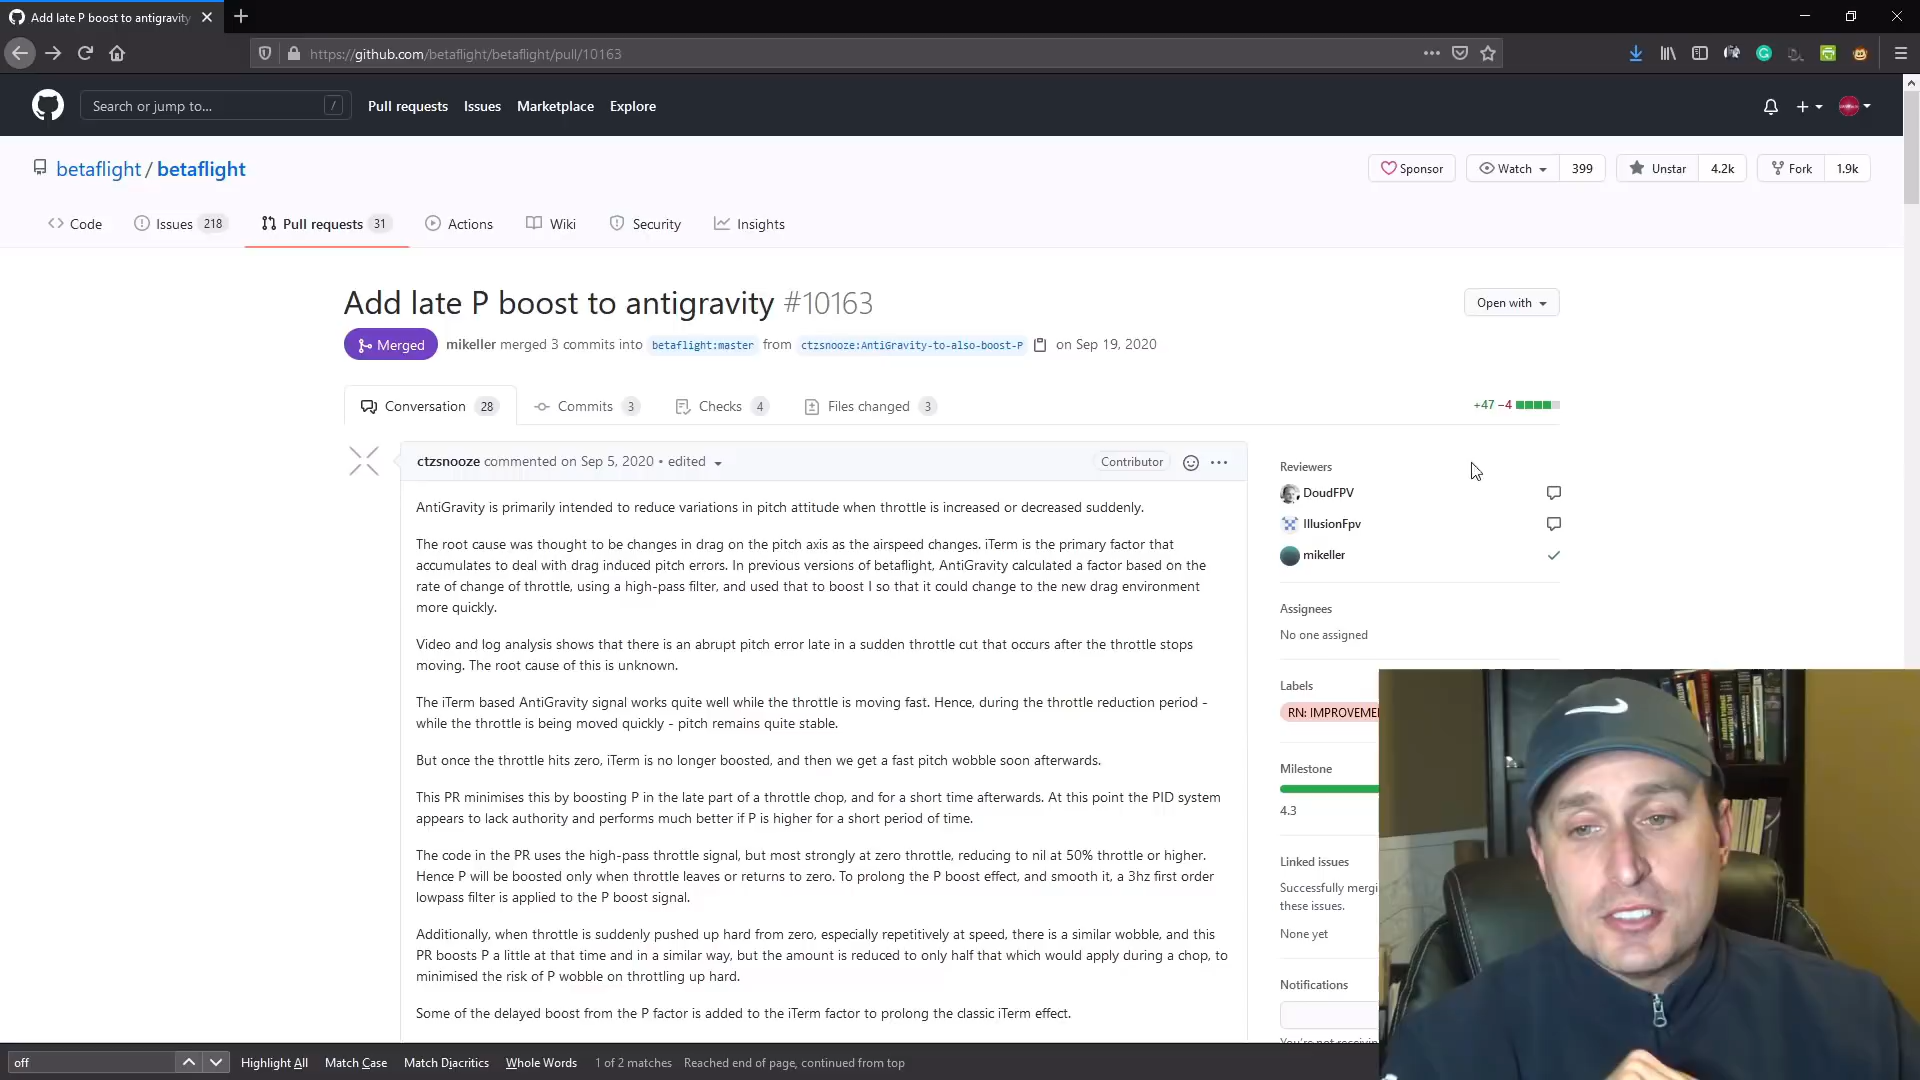 Add late P boost to antigravity
https://github.com/betaflight/betaflight/pull/10163
Search or jump to... /
Pull requests Issues Marketplace Explore
betaflight / betaflight
Sponsor Watch 399 Unstar 4.2k Fork 1.9k
Code Issues 218 Pull requests 31 Actions Wiki Security Insights
Add late P boost to antigravity #10163
Open with
Merged mikeller merged 3 commits into betaflight:master from ctzsnooze:AntiGravity-to-also-boost-P on Sep 19, 2020
Conversation 28 Commits 3 Checks 4 Files changed 3
+47 −4
ctzsnooze commented on Sep 5, 2020 • edited
Contributor
AntiGravity is primarily intended to reduce variations in pitch attitude when throttle is increased or decreased suddenly.
The root cause was thought to be changes in drag on the pitch axis as the airspeed changes. iTerm is the primary factor that
accumulates to deal with drag induced pitch errors. In previous versions of betaflight, AntiGravity calculated a factor based on the
rate of change of throttle, using a high-pass filter, and used that to boost I so that it could change to the new drag environment
more quickly.
Video and log analysis shows that there is an abrupt pitch error late in a sudden throttle cut that occurs after the throttle stops
moving. The root cause of this is unknown.
The iTerm based AntiGravity signal works quite well while the throttle is moving fast. Hence, during the throttle reduction period -
while the throttle is being moved quickly - pitch remains quite stable.
But once the throttle hits zero, iTerm is no longer boosted, and then we get a fast pitch wobble soon afterwards.
This PR minimises this by boosting P in the late part of a throttle chop, and for a short time afterwards. At this point the PID system
appears to lack authority and performs much better if P is higher for a short period of time.
The code in the PR uses the high-pass throttle signal, but most strongly at zero throttle, reducing to nil at 50% throttle or higher.
Hence P will be boosted only when throttle leaves or returns to zero. To prolong the P boost effect, and smooth it, a 3hz first order
lowpass filter is applied to the P boost signal.
Additionally, when throttle is suddenly pushed up hard from zero, especially repetitively at speed, there is a similar wobble, and this
PR boosts P a little at that time and in a similar way, but the amount is reduced to only half that which would apply during a chop, to
minimised the risk of P wobble on throttling up hard.
Some of the delayed boost from the P factor is added to the iTerm factor to prolong the classic iTerm effect.
Reviewers
DoudFPV
IllusionFpv
mikeller
Assignees
No one assigned
Labels
RN: IMPROVEME
Milestone
4.3
Linked issues
Successfully mergi
these issues.
None yet
Notifications
You're not receivin
off
Highlight All Match Case Match Diacritics Whole Words 1 of 2 matches Reached end of page, continued from top